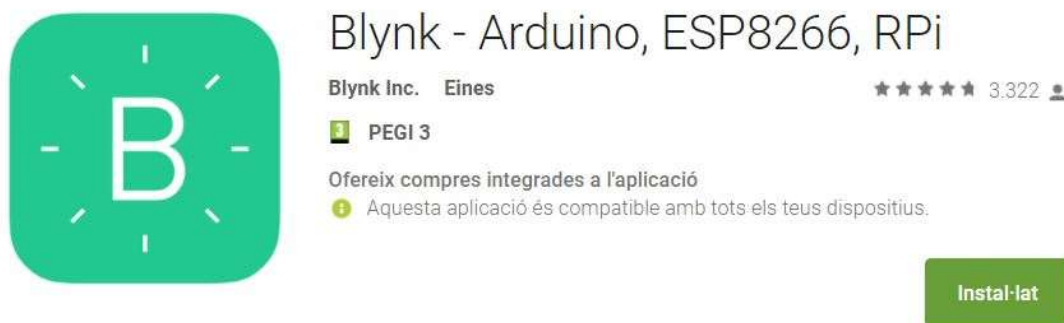 B
Blynk - Arduino, ESP8266, RPi
Blynk Inc. Eines
3.322
3 PEGI 3
Ofereix compres integrades a l'aplicació
Aquesta aplicació és compatible amb tots els teus dispositius.
Instal·lat